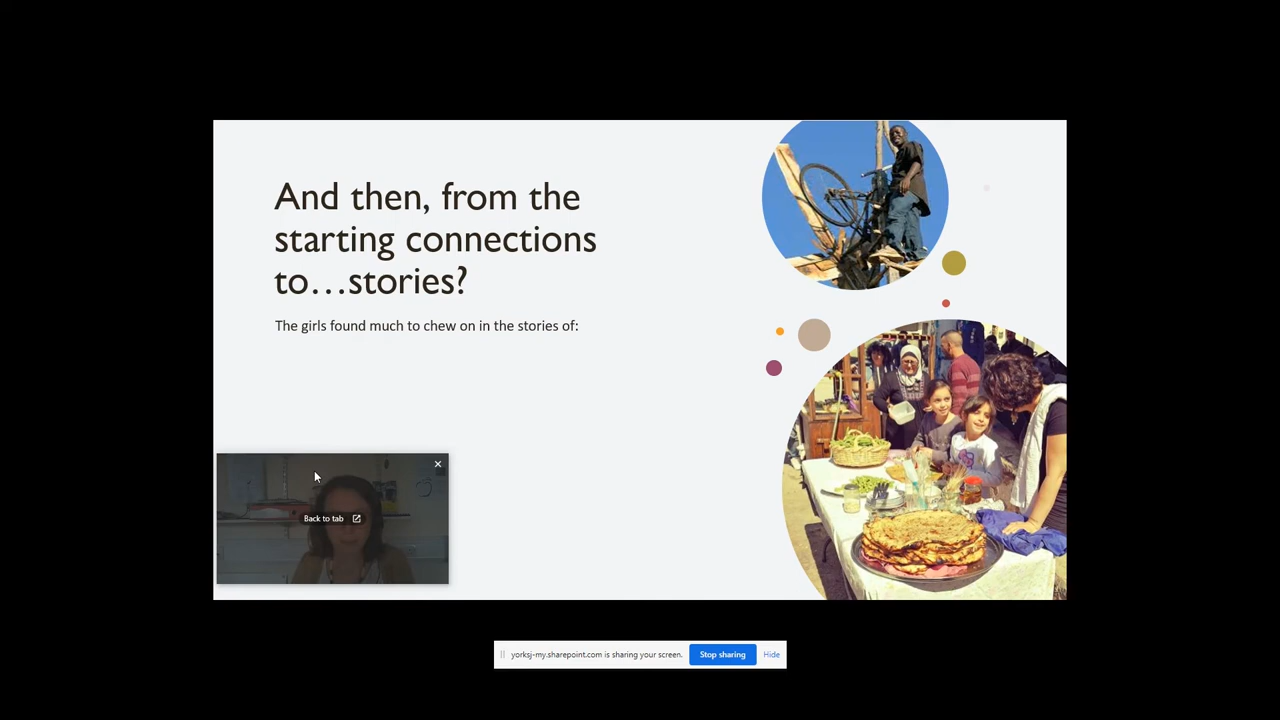 And then, from the
starting connections
to…stories?
The girls found much to chew on in the stories of:
Back to tab
yorksj-my.sharepoint.com is sharing your screen.
Stop sharing
Hide